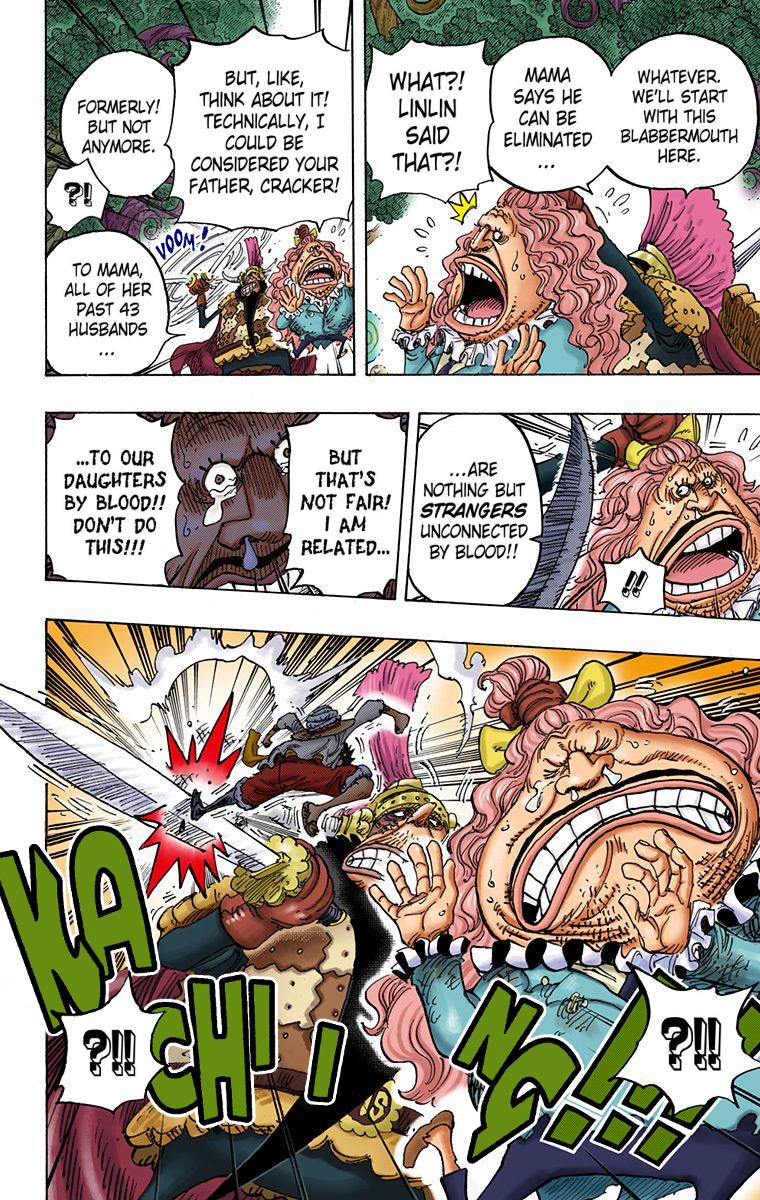 WHATEVER.
WE'LL START
WITH THIS
BLABBERMOUTH
HERE.
MAMA
SAYS HE
CAN BE
ELIMINATED
...
WHAT?!
LINLIN
SAID
THAT?!
BUT, LIKE,
THINK ABOUT IT!
TECHNICALLY, I
COULD BE
CONSIDERED YOUR
FATHER, CRACKER!
FORMERLY!
BUT NOT
ANYMORE.
?!
VOOM!
TO MAMA,
ALL OF HER
PAST 43
HUSBANDS
...
...ARE
NOTHING BUT
STRANGERS
UNCONNECTED
BY BLOOD!!
!!
BUT
THAT'S
NOT FAIR!
I AM
RELATED...
...TO OUR
DAUGHTERS
BY BLOOD!!
DON'T DO
THIS!!!
KA
CHII
NG!!!
?!!
?!!
S